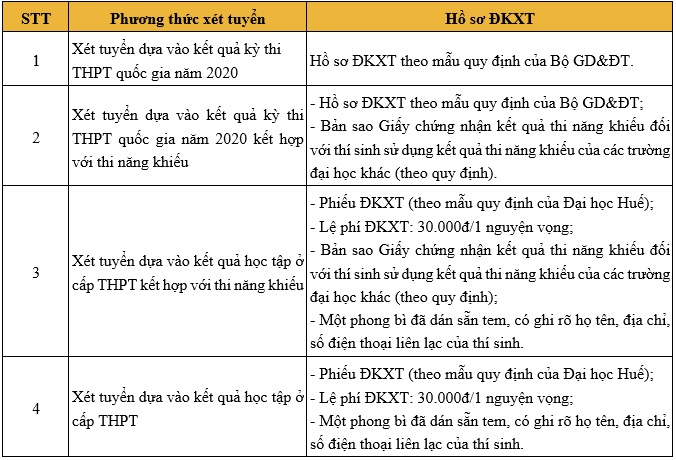 STT
Phương thức xét tuyển
Hồ sơ ĐKXT
1
Xét tuyển dựa vào kết quả kỳ thi
THPT quốc gia năm 2020
Hồ sơ ĐKXT theo mẫu quy định của Bộ GD&ĐT.
2
Xét tuyển dựa vào kết quả kỳ thi
THPT quốc gia năm 2020 kết hợp
với thi năng khiếu
- Hồ sơ ĐKXT theo mẫu quy định của Bộ GD&ĐT;
- Bản sao Giấy chứng nhận kết quả thi năng khiếu đối
với thí sinh sử dụng kết quả thi năng khiếu của các trường
đại học khác (theo quy định).
3
Xét tuyển dựa vào kết quả học tập ở
cấp THPT kết hợp với thi năng khiếu
- Phiếu ĐKXT (theo mẫu quy định của Đại học Huế);
- Lệ phí ĐKXT: 30.000đ/1 nguyện vọng;
- Bản sao Giấy chứng nhận kết quả thi năng khiếu đối
với thí sinh sử dụng kết quả thi năng khiếu của các trường
đại học khác (theo quy định);
- Một phong bì đã dán sẵn tem, có ghi rõ họ tên, địa chỉ,
số điện thoại liên lạc của thí sinh.
4
Xét tuyển dựa vào kết quả học tập ở
cấp THPT
- Phiếu ĐKXT (theo mẫu quy định của Đại học Huế);
- Lệ phí ĐKXT: 30.000đ/1 nguyện vọng;
- Một phong bì đã dán sẵn tem, có ghi rõ họ tên, địa chỉ,
số điện thoại liên lạc của thí sinh.